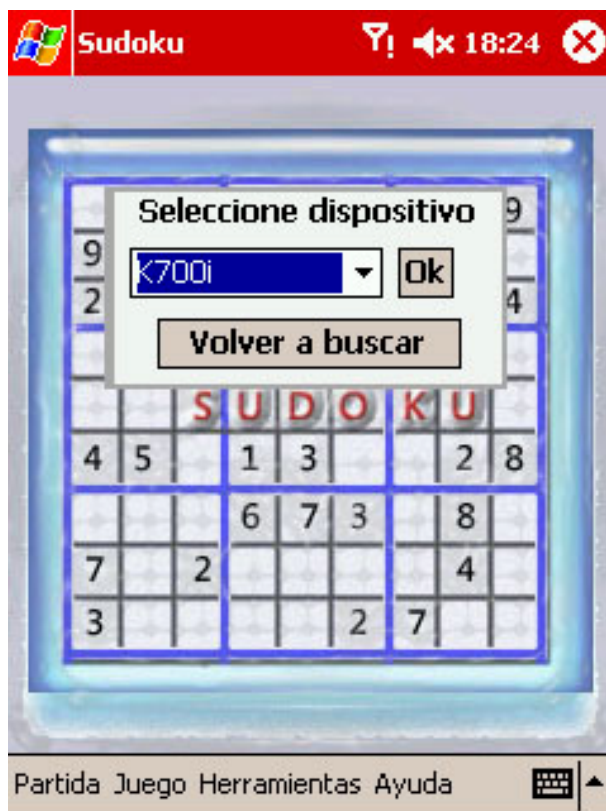 Sudoku 18:24
Seleccione dispositivo
9
9
K700i Ok
2 4
Volver a buscar
S U D O K U
4 5 1 3 2 8
6 7 3 8
7 2 4
3 2 7
Partida Juego Herramientas Ayuda